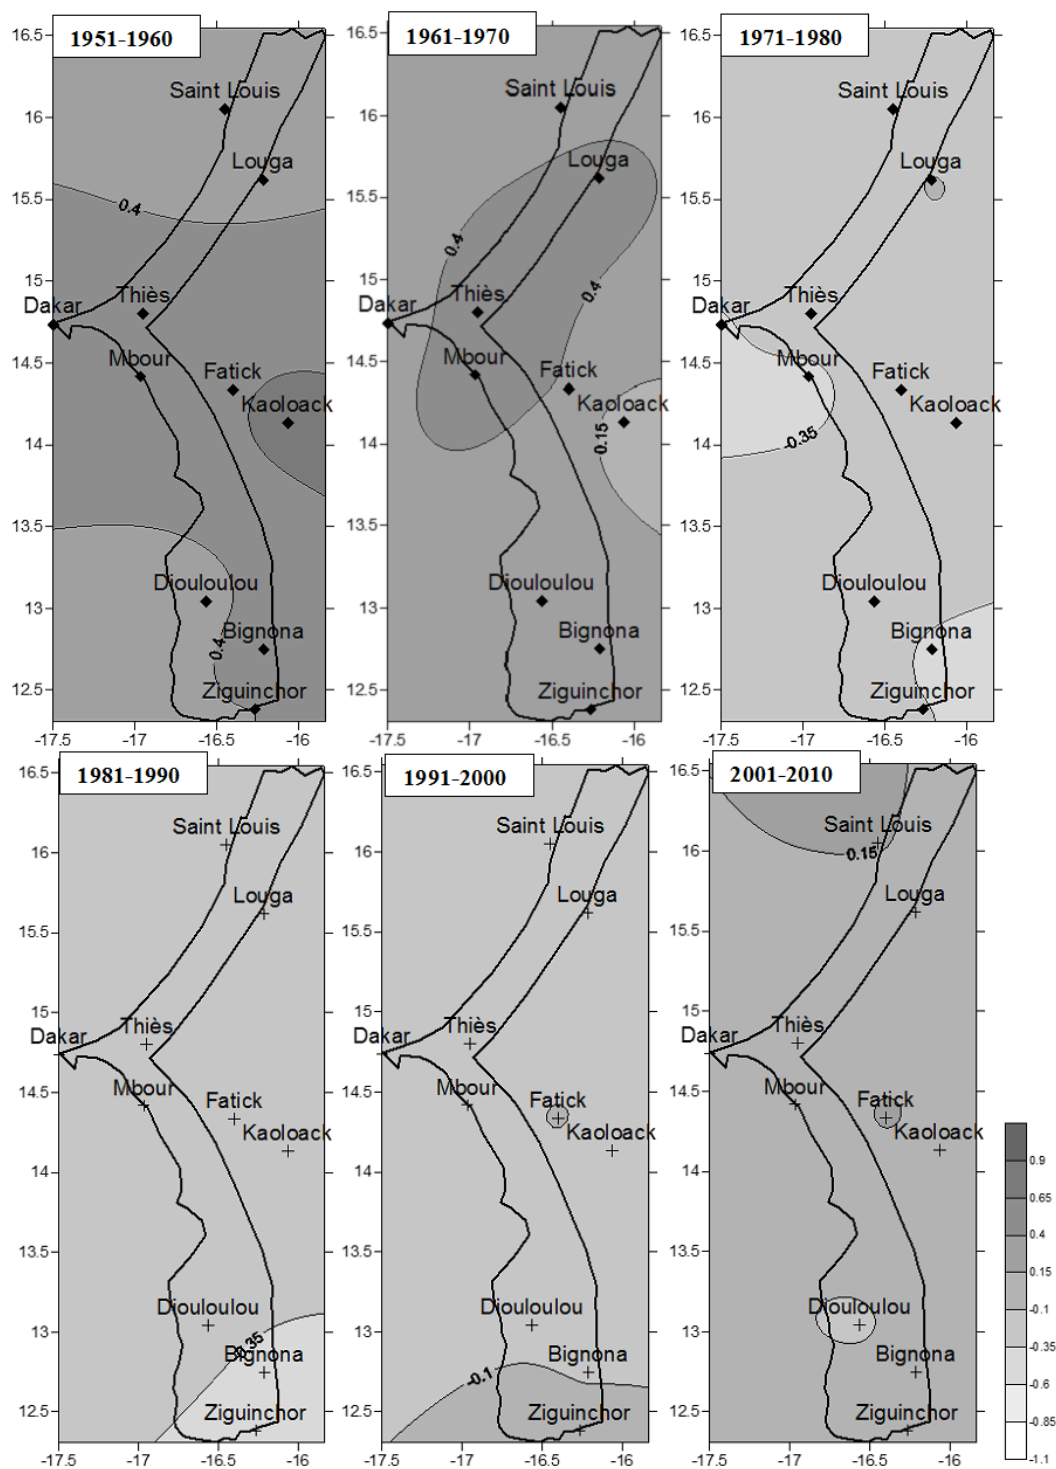 1951-1960
16.5
16
15.5
15
14.5
14
13.5
13
12.5
-17.5 -17 -16.5 -16
Saint Louis
Louga
0.4
Thiès
Dakar
Mbour
Fatick
Kaoloack
Diouloulou
Bignona
0.4
Ziguinchor
1961-1970
16.5
16
15.5
15
14.5
14
13.5
13
12.5
-17.5 -17 -16.5 -16
Saint Louis
Louga
0.4
0.4
Thiès
Dakar
Mbour
Fatick
Kaoloack
0.15
Diouloulou
Bignona
Ziguinchor
1971-1980
16.5
16
15.5
15
14.5
14
13.5
13
12.5
-17.5 -17 -16.5 -16
Saint Louis
Louga
Thiès
Dakar
Mbour
Fatick
Kaoloack
-0.35
Diouloulou
Bignona
Ziguinchor
1981-1990
16.5
16
15.5
15
14.5
14
13.5
13
12.5
-17.5 -17 -16.5 -16
Saint Louis
Louga
Thiès
Dakar
Mbour
Fatick
Kaoloack
Diouloulou
Bignona
Ziguinchor
1991-2000
16.5
16
15.5
15
14.5
14
13.5
13
12.5
-17.5 -17 -16.5 -16
Saint Louis
Louga
Thiès
Dakar
Mbour
Fatick
Kaoloack
Diouloulou
Bignona
-0.1
Ziguinchor
2001-2010
16.5
16
15.5
15
14.5
14
13.5
13
12.5
-17.5 -17 -16.5 -16
Saint Louis
0.15
Louga
Thiès
Dakar
Mbour
Fatick
Kaoloack
Diouloulou
Bignona
Ziguinchor
0.9
0.65
0.4
0.15
-0.1
-0.35
-0.6
-0.85
-1.1